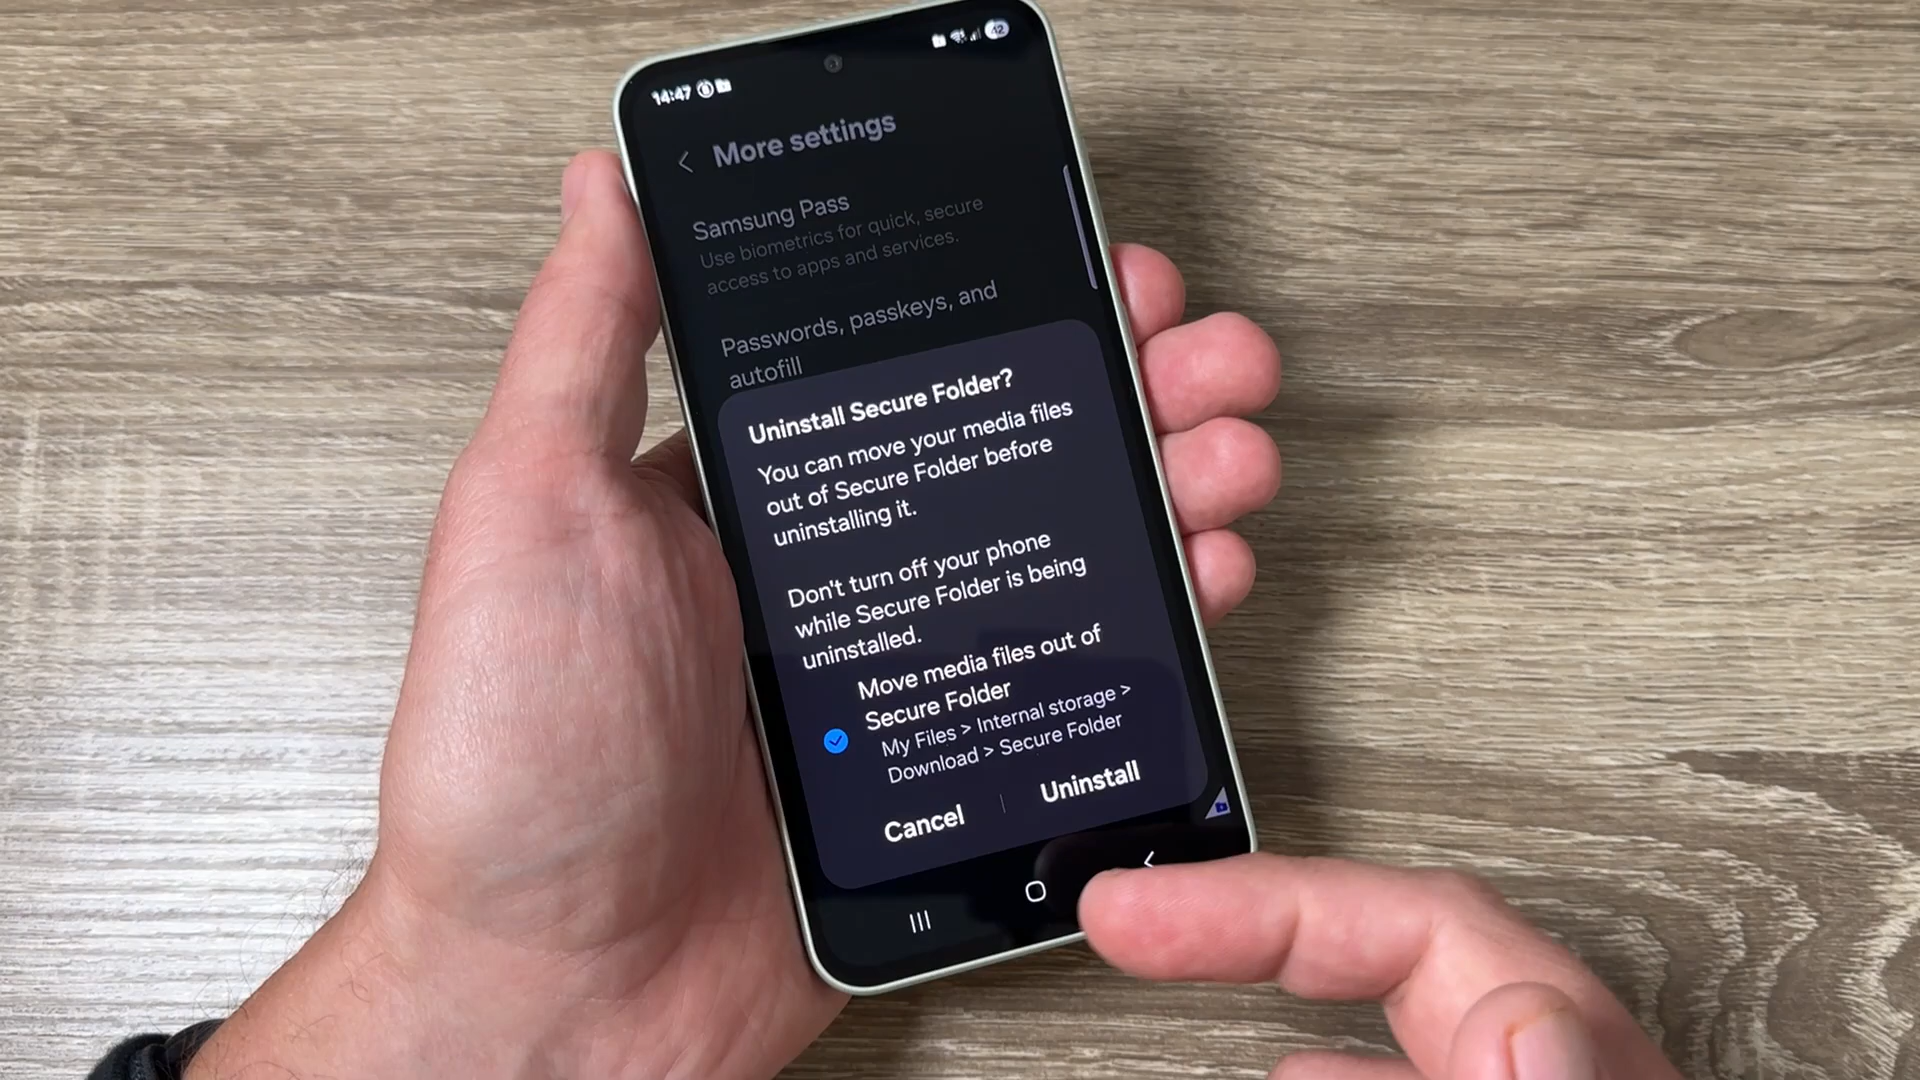 14:47
42
More settings
Samsung Pass
Use biometrics for quick, secure
access to apps and services.
Passwords, passkeys, and
autofill
Uninstall Secure Folder?
You can move your media files
out of Secure Folder before
uninstalling it.
Don't turn off your phone
while Secure Folder is being
uninstalled.
Move media files out of
Secure Folder
My Files > Internal storage >
Download > Secure Folder
Cancel
Uninstall